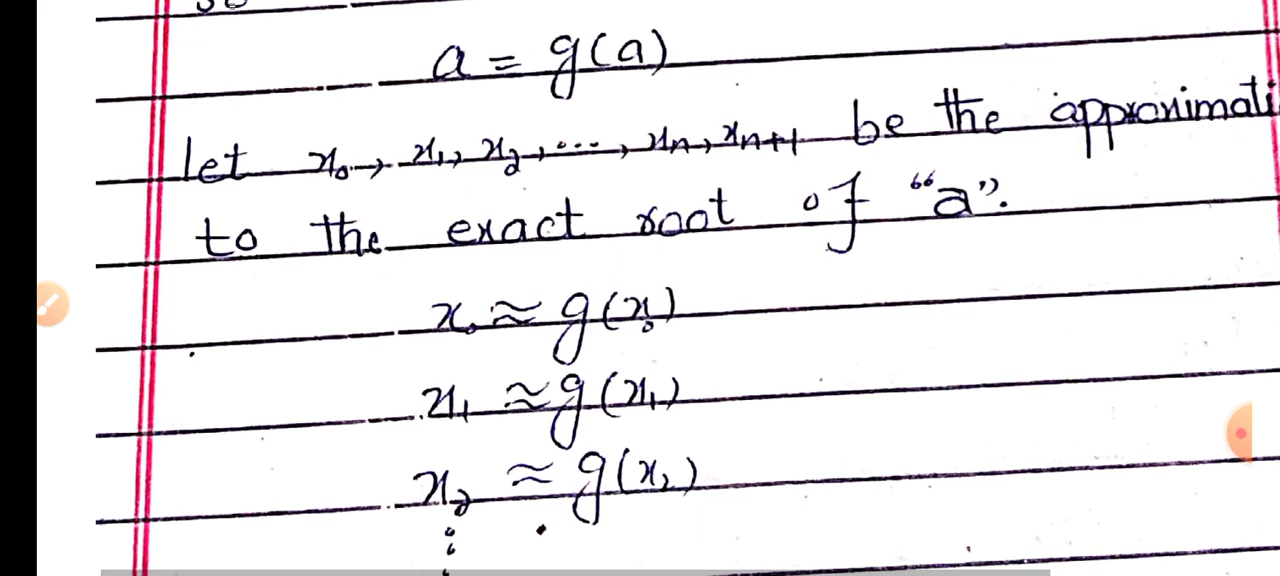 a = g(a)
let x₀, x₁, x₂, ..., xₙ, xₙ₊₁ be the approximati
to the exact root of "a".
x₀ ≈ g(x₀)
x₁ ≈ g(x₁)
x₂ ≈ g(x₂)
⋮